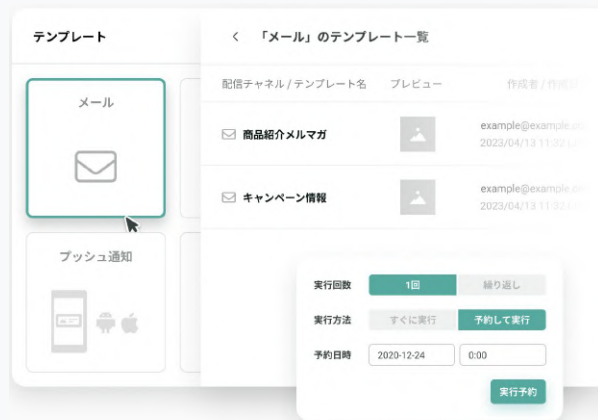 テンプレート
メール
プッシュ通知
「メール」のテンプレート一覧
配信チャネル / テンプレート名 プレビュー 作成者 /
商品紹介メルマガ example@example.
2023/04/13 11:32
キャンペーン情報 example@example.
2023/04/13 11:32
実行回数 1回 繰り返し
実行方法 すぐに実行 予約して実行
予約日時 2020-12-24 0:00
実行予約